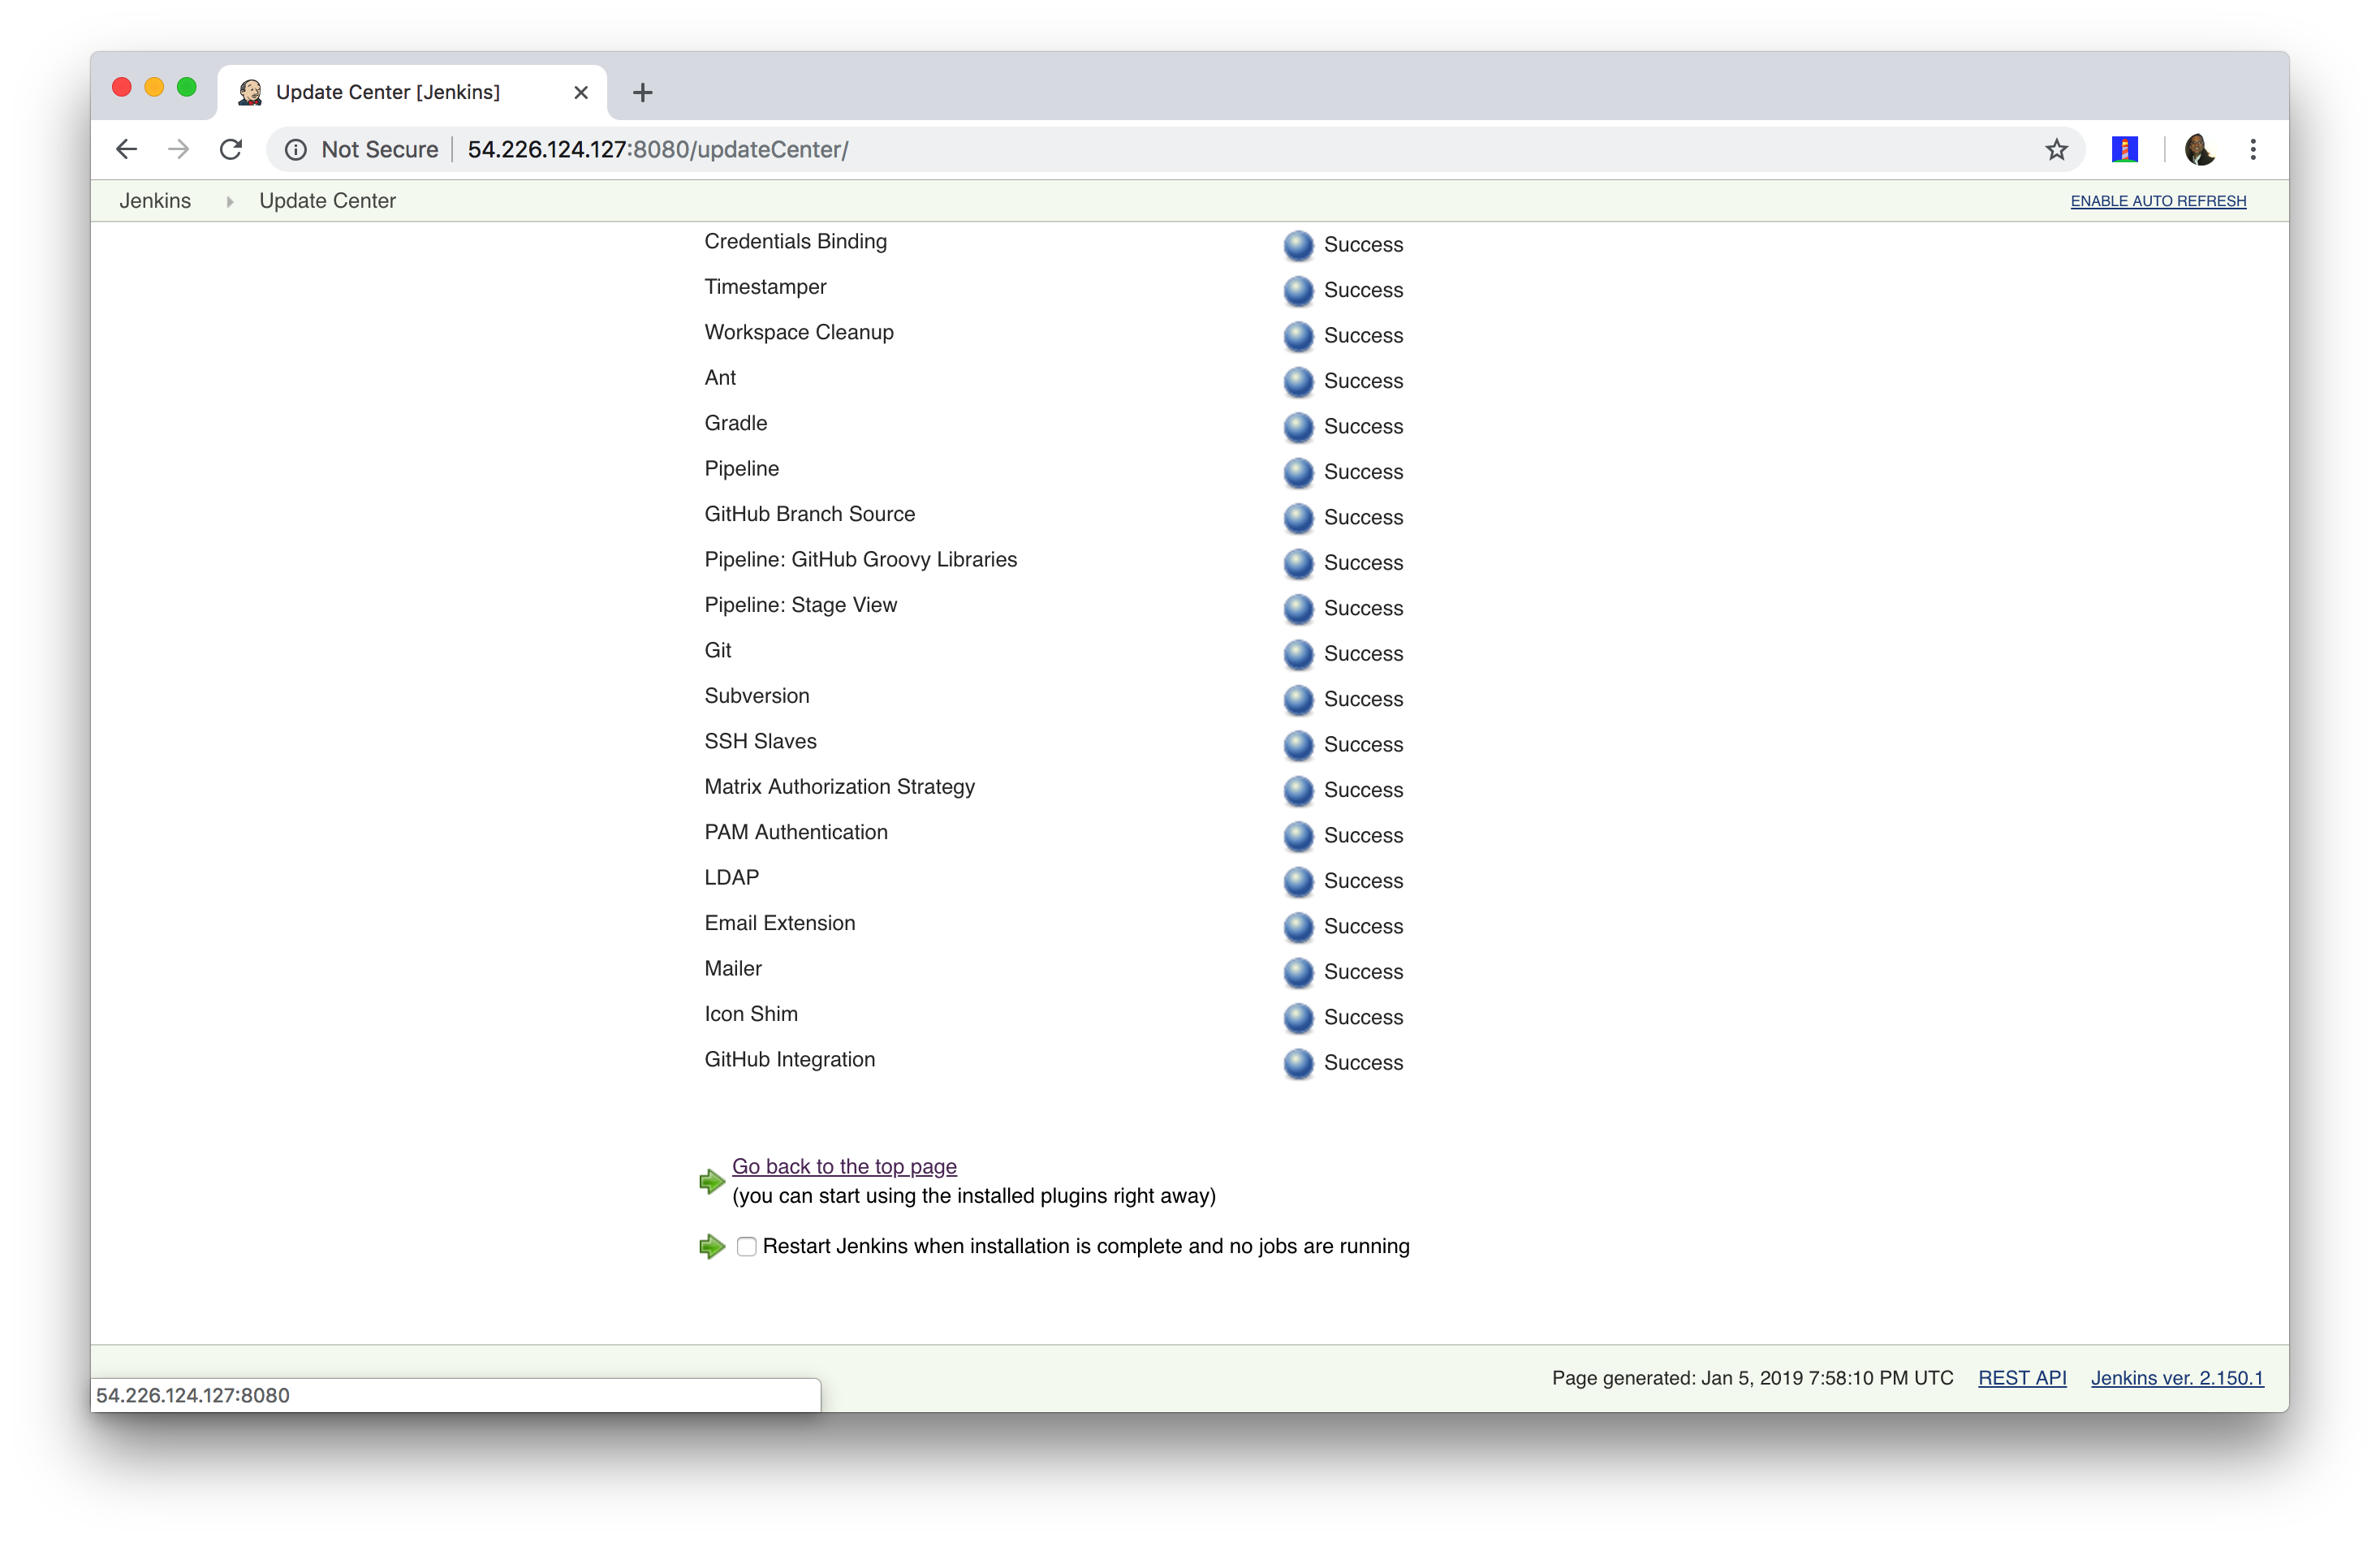 Update Center [Jenkins]
Not Secure 54.226.124.127:8080/updateCenter/
Jenkins Update Center ENABLE AUTO REFRESH
Credentials Binding Success
Timestamper Success
Workspace Cleanup Success
Ant Success
Gradle Success
Pipeline Success
GitHub Branch Source Success
Pipeline: GitHub Groovy Libraries Success
Pipeline: Stage View Success
Git Success
Subversion Success
SSH Slaves Success
Matrix Authorization Strategy Success
PAM Authentication Success
LDAP Success
Email Extension Success
Mailer Success
Icon Shim Success
GitHub Integration Success
Go back to the top page
(you can start using the installed plugins right away)
Restart Jenkins when installation is complete and no jobs are running
Page generated: Jan 5, 2019 7:58:10 PM UTC REST API Jenkins ver. 2.150.1
54.226.124.127:8080